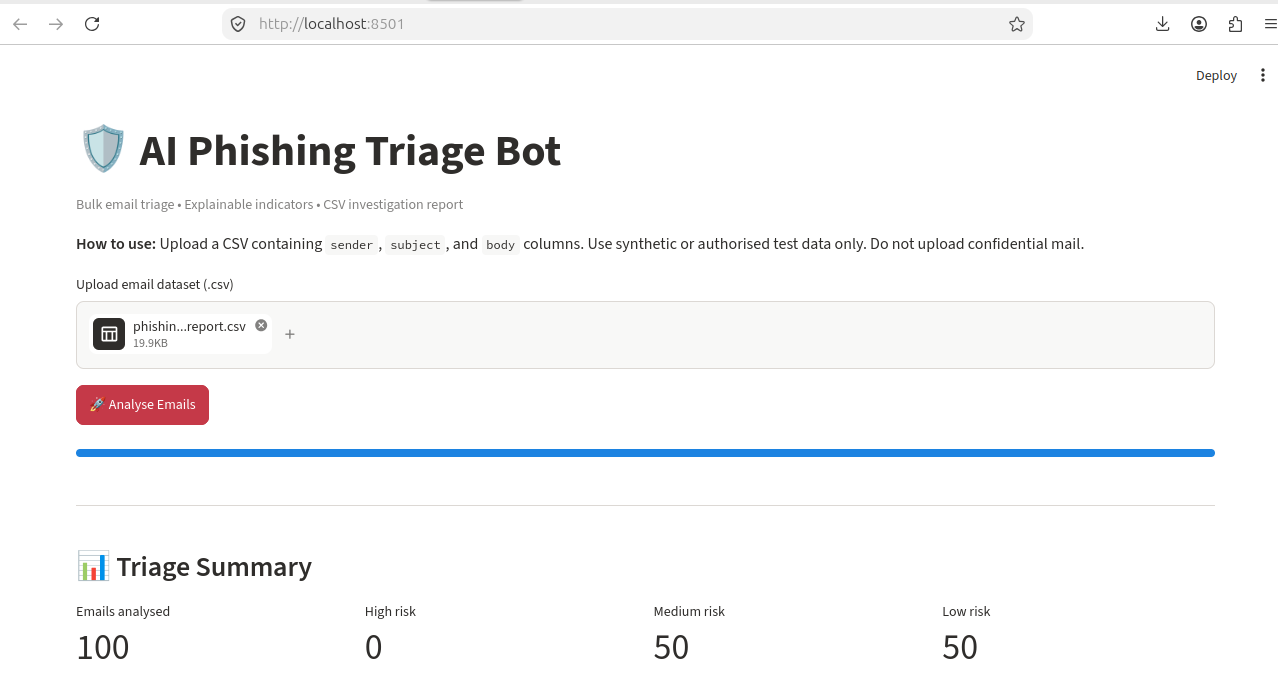 http://localhost:8501
Deploy
AI Phishing Triage Bot
Bulk email triage • Explainable indicators • CSV investigation report
How to use: Upload a CSV containing sender, subject, and body columns. Use synthetic or authorised test data only. Do not upload confidential mail.
Upload email dataset (.csv)
phishin...report.csv
19.9KB
Analyse Emails
Triage Summary
Emails analysed High risk Medium risk Low risk
100 0 50 50